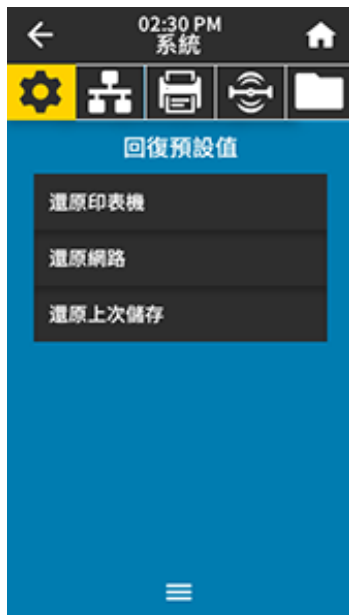 02:30 PM
系統
回復預設值
還原印表機
還原網路
還原上次儲存